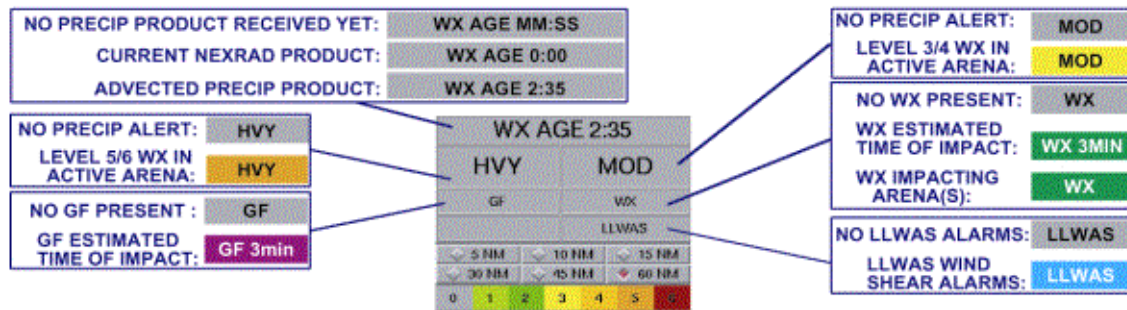 NO PRECIP PRODUCT RECEIVED YET: WX AGE MM:SS
CURRENT NEXRAD PRODUCT: WX AGE 0:00
ADVECTED PRECIP PRODUCT: WX AGE 2:35
NO PRECIP ALERT: HVY
LEVEL 5/6 WX IN
ACTIVE ARENA: HVY
NO GF PRESENT : GF
GF ESTIMATED
TIME OF IMPACT: GF 3min
WX AGE 2:35
HVY MOD
GF WX
LLWAS
5 NM 10 NM 15 NM
30 NM 45 NM 60 NM
0 1 2 3 4 5 6
NO PRECIP ALERT: MOD
LEVEL 3/4 WX IN
ACTIVE ARENA: MOD
NO WX PRESENT: WX
WX ESTIMATED
TIME OF IMPACT: WX 3MIN
WX IMPACTING
ARENA(S): WX
NO LLWAS ALARMS: LLWAS
LLWAS WIND
SHEAR ALARMS: LLWAS